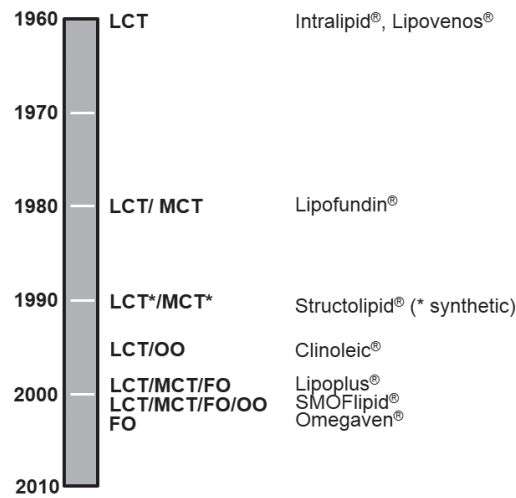 1960 LCT Intralipid®, Lipovenos®
1970
1980 LCT/ MCT Lipofundin®
1990 LCT*/MCT* Structolipid® (* synthetic)
LCT/OO Clinoleic®
LCT/MCT/FO Lipoplus®
2000 LCT/MCT/FO/OO SMOFlipid®
FO Omegaven®
2010